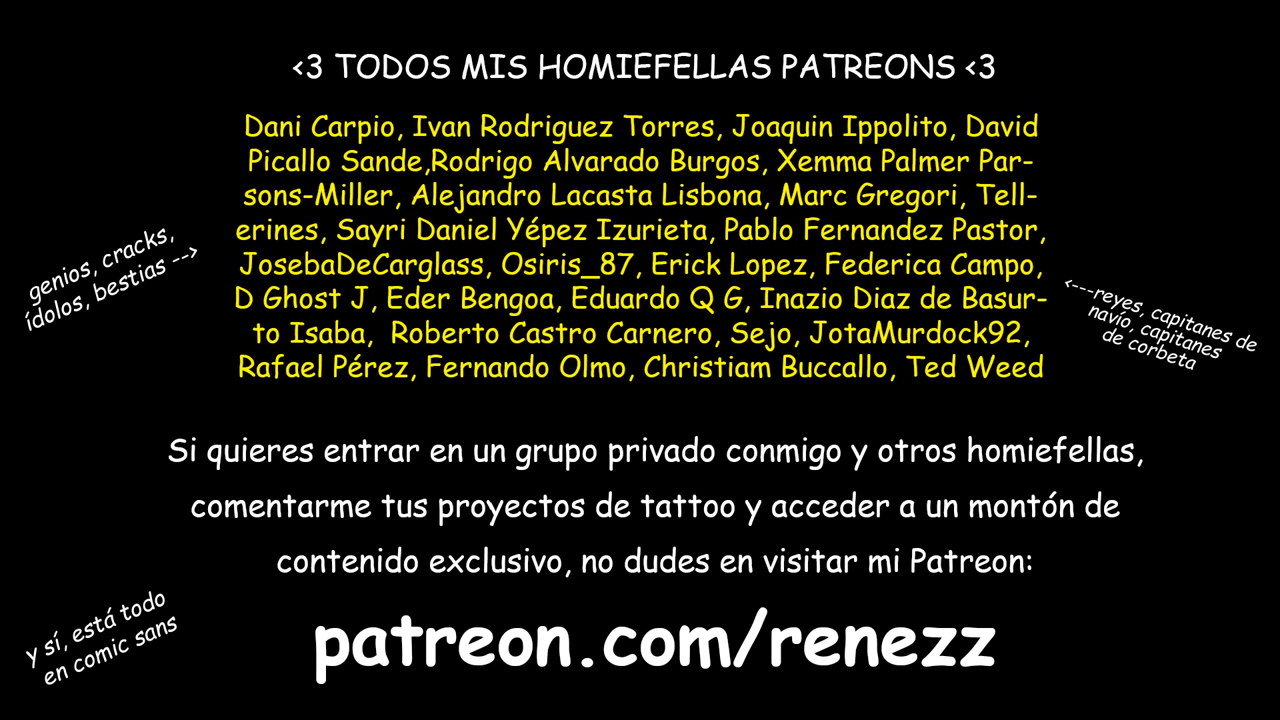 <3 TODOS MIS HOMIEFELLAS PATREONS <3
Dani Carpio, Ivan Rodriguez Torres, Joaquin Ippolito, David
Picallo Sande,Rodrigo Alvarado Burgos, Xemma Palmer Par-
sons-Miller, Alejandro Lacasta Lisbona, Marc Gregori, Tell-
erines, Sayri Daniel Yépez Izurieta, Pablo Fernandez Pastor,
JosebaDeCarglass, Osiris_87, Erick Lopez, Federica Campo,
D Ghost J, Eder Bengoa, Eduardo Q G, Inazio Diaz de Basur-
to Isaba,  Roberto Castro Carnero, Sejo, JotaMurdock92,
Rafael Pérez, Fernando Olmo, Christiam Buccallo, Ted Weed
genios, cracks,
ídolos, bestias -->
<---reyes, capitanes de
navío, capitanes
de corbeta
Si quieres entrar en un grupo privado conmigo y otros homiefellas,
comentarme tus proyectos de tattoo y acceder a un montón de
contenido exclusivo, no dudes en visitar mi Patreon:
patreon.com/renezz
y sí, está todo
en comic sans